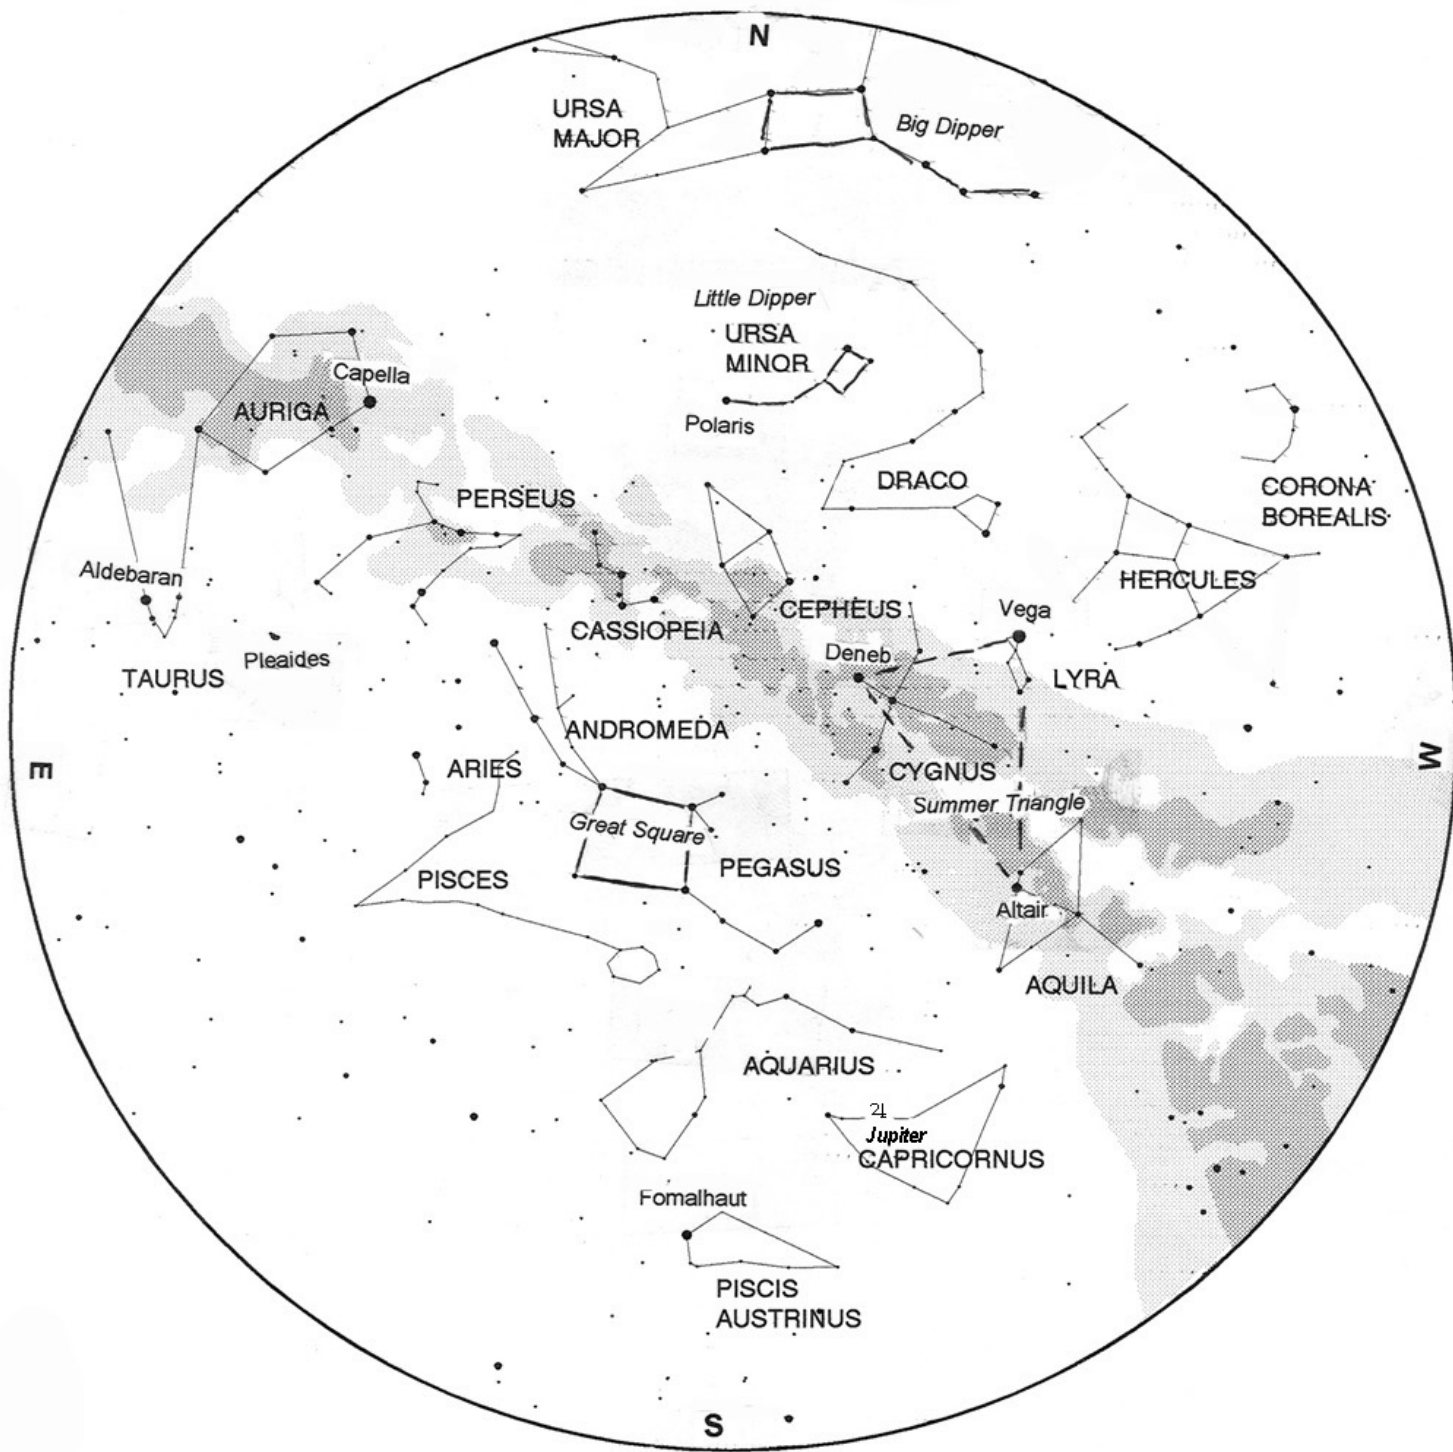 N
URSA
MAJOR
Big Dipper
Little Dipper
URSA
MINOR
Polaris
Capella
AURIGA
PERSEUS
DRACO
CORONA
BOREALIS
HERCULES
Aldebaran
TAURUS
Pleaides
CASSIOPEIA
CEPHEUS
Deneb
Vega
LYRA
ANDROMEDA
ARIES
CYGNUS
Summer Triangle
E
W
Great Square
PEGASUS
PISCES
Altair
AQUILA
AQUARIUS
♃
Jupiter
CAPRICORNUS
Fomalhaut
PISCIS
AUSTRINUS
S